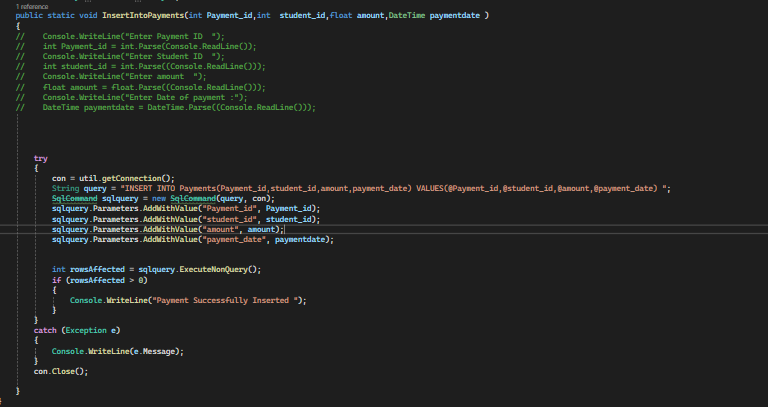 1 reference
public static void InsertIntoPayments(int Payment_id,int  student_id,float amount,DateTime paymentdate )
{
//    Console.WriteLine("Enter Payment ID  ");
//    int Payment_id = int.Parse(Console.ReadLine());
//    Console.WriteLine("Enter Student ID  ");
//    int student_id = int.Parse((Console.ReadLine()));
//    Console.WriteLine("Enter amount  ");
//    float amount = float.Parse((Console.ReadLine()));
//    Console.WriteLine("Enter Date of payment :");
//    DateTime paymentdate = DateTime.Parse((Console.ReadLine()));
try
{
con = util.getConnection();
String query = "INSERT INTO Payments(Payment_id,student_id,amount,payment_date) VALUES(@Payment_id,@student_id,@amount,@payment_date) ";
SqlCommand sqlquery = new SqlCommand(query, con);
sqlquery.Parameters.AddWithValue("Payment_id", Payment_id);
sqlquery.Parameters.AddWithValue("student_id", student_id);
sqlquery.Parameters.AddWithValue("amount", amount);
sqlquery.Parameters.AddWithValue("payment_date", paymentdate);
int rowsAffected = sqlquery.ExecuteNonQuery();
if (rowsAffected > 0)
{
Console.WriteLine("Payment Successfully Inserted ");
}
}
catch (Exception e)
{
Console.WriteLine(e.Message);
}
con.Close();
}
}